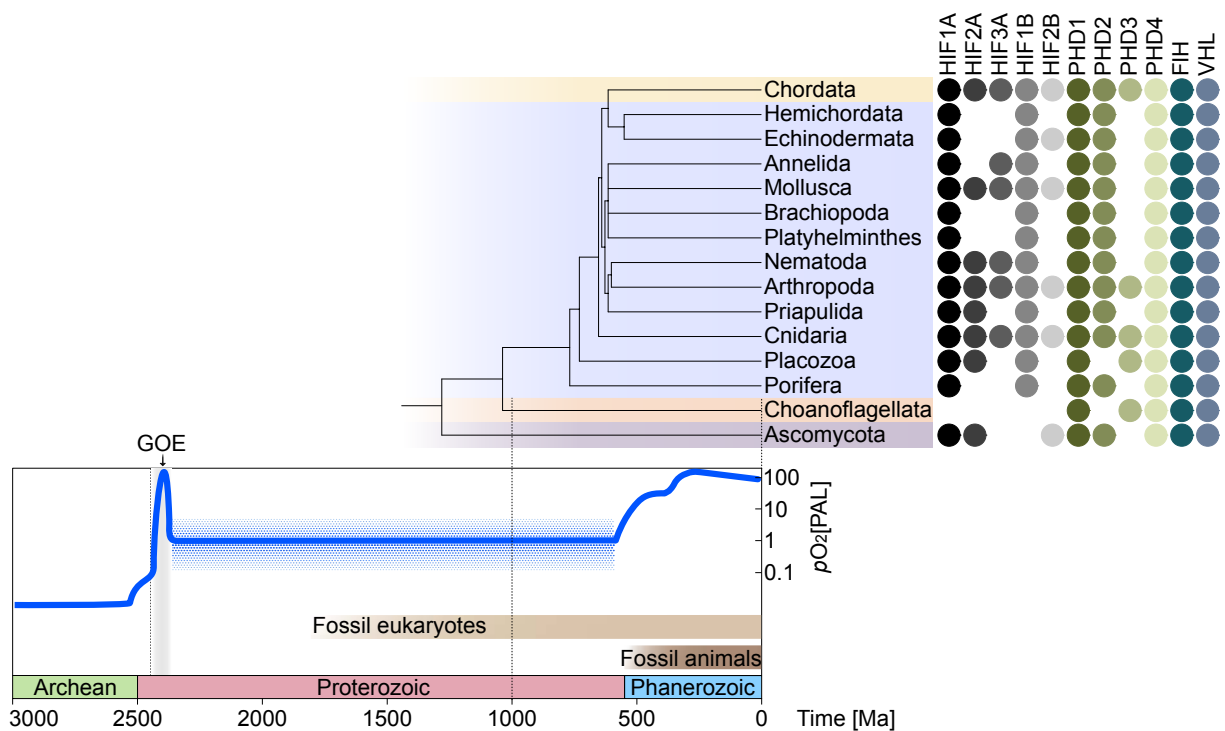 HIF1A HIF2A HIF3A HIF1B HIF2B PHD1 PHD2 PHD3 PHD4 FIH VHL
Chordata
Hemichordata
Echinodermata
Annelida
Mollusca
Brachiopoda
Platyhelminthes
Nematoda
Arthropoda
Priapulida
Cnidaria
Placozoa
Porifera
Choanoflagellata
Ascomycota
GOE
100
10
1
0.1
pO₂[PAL]
Fossil eukaryotes
Fossil animals
Archean Proterozoic Phanerozoic
3000 2500 2000 1500 1000 500 0 Time [Ma]